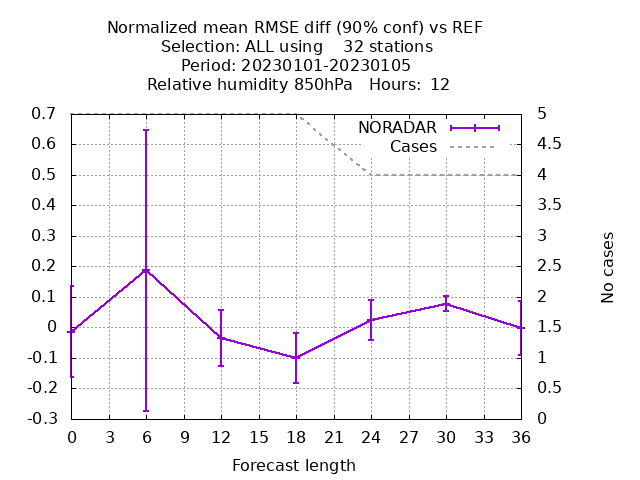 Normalized mean RMSE diff (90% conf) vs REF
Selection: ALL using 32 stations
Period: 20230101-20230105
Relative humidity 850hPa Hours: 12
NORADAR
Cases
0.7
0.6
0.5
0.4
0.3
0.2
0.1
0
-0.1
-0.2
-0.3
5
4.5
4
3.5
3
2.5
2
1.5
1
0.5
0
No cases
0 3 6 9 12 15 18 21 24 27 30 33 36
Forecast length